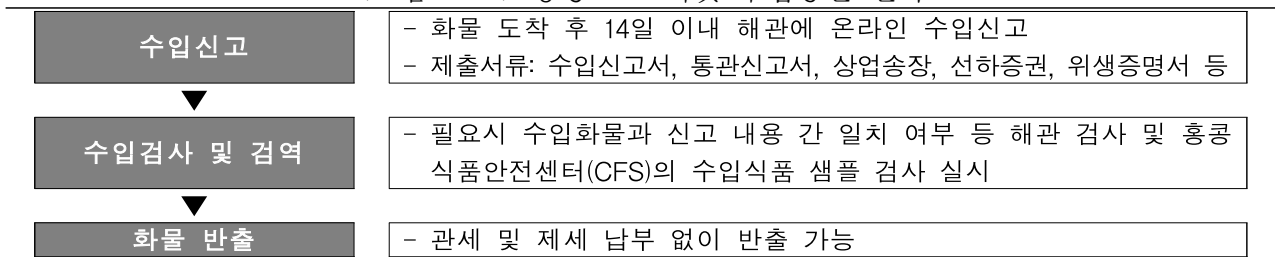 수입신고
- 화물 도착 후 14일 이내 해관에 온라인 수입신고
- 제출서류: 수입신고서, 통관신고서, 상업송장, 선하증권, 위생증명서 등
▼
수입검사 및 검역
- 필요시 수입화물과 신고 내용 간 일치 여부 등 해관 검사 및 홍콩
식품안전센터(CFS)의 수입식품 샘플 검사 실시
▼
화물 반출
- 관세 및 제세 납부 없이 반출 가능